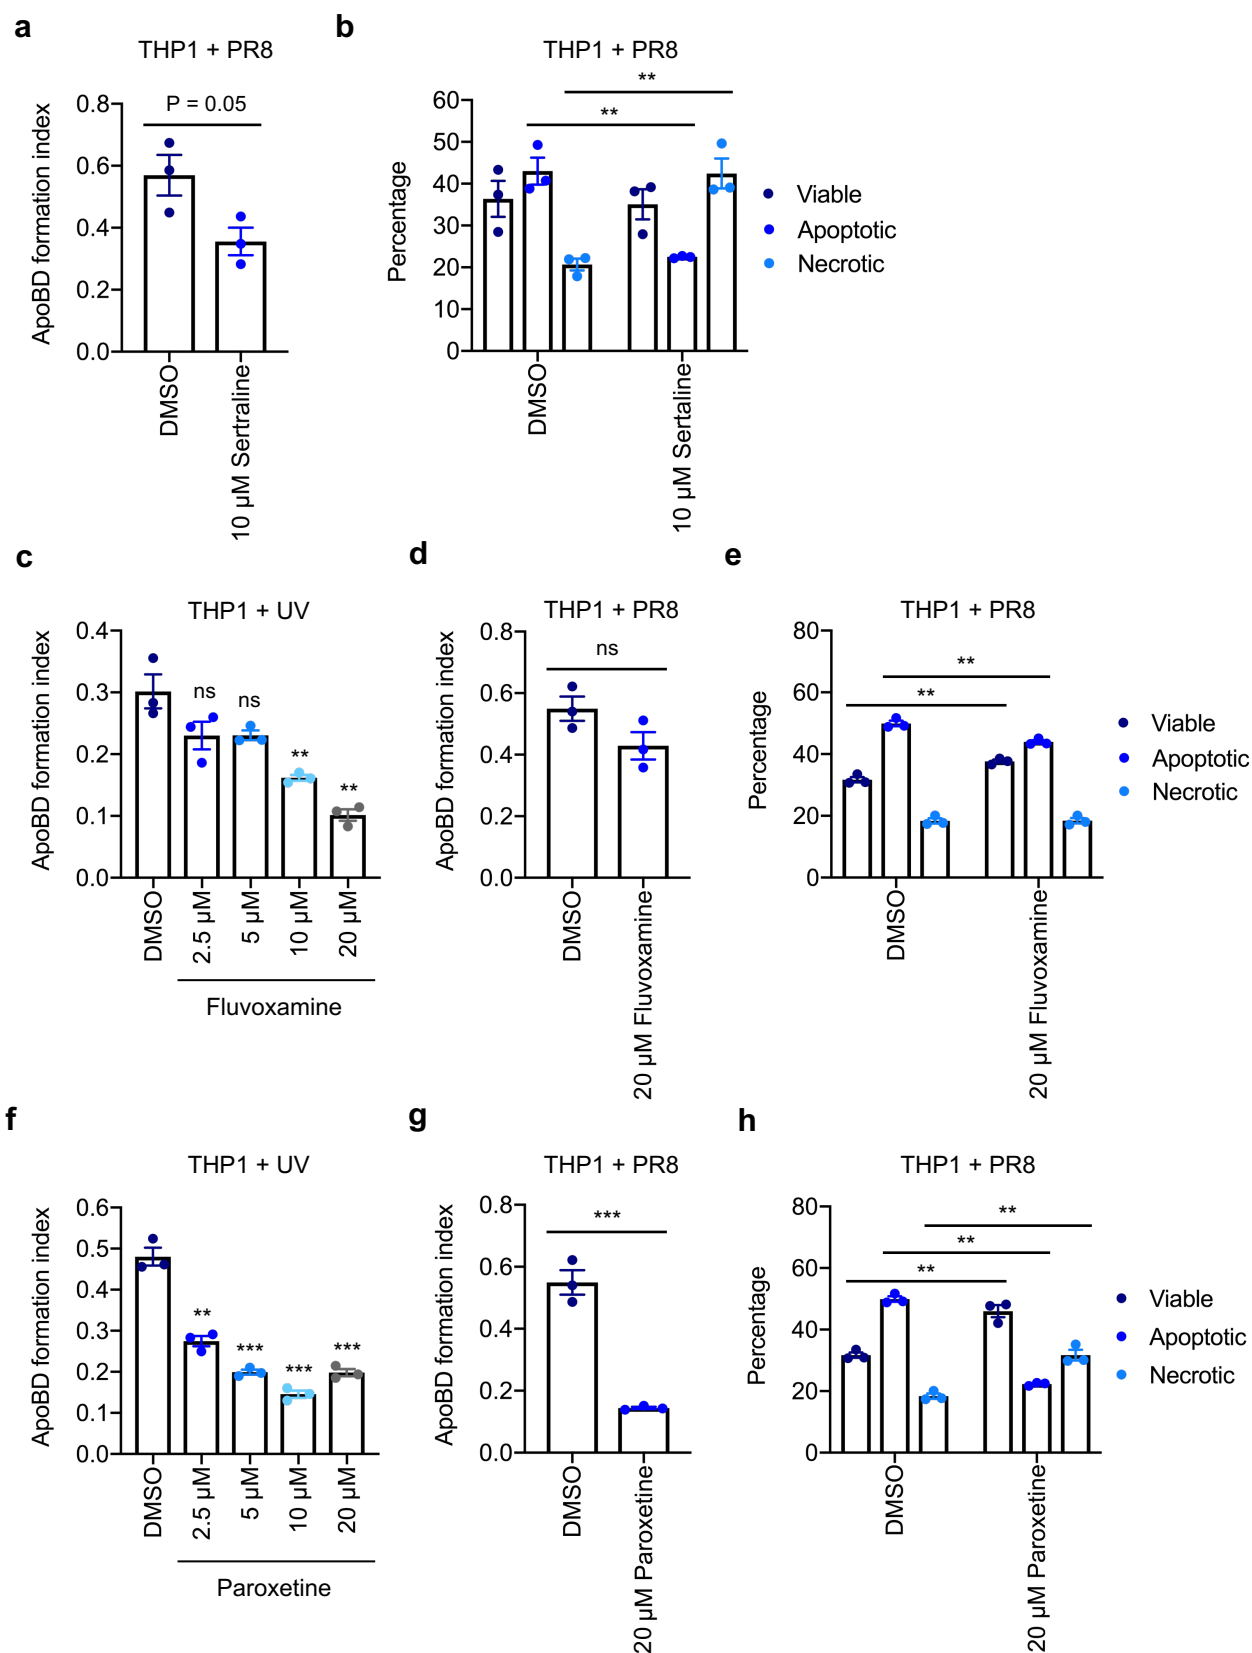 a
THP1 + PR8
ApoBD formation index
0.8
0.6
0.4
0.2
0.0
P = 0.05
DMSO
10 µM Sertraline
b
THP1 + PR8
Percentage
60
50
40
30
20
10
0
**
**
DMSO
10 µM Sertaline
Viable
Apoptotic
Necrotic
c
THP1 + UV
ApoBD formation index
0.4
0.3
0.2
0.1
0.0
ns
ns
**
**
DMSO
2.5 µM
5 µM
10 µM
20 µM
Fluvoxamine
d
THP1 + PR8
ApoBD formation index
0.8
0.6
0.4
0.2
0.0
ns
DMSO
20 µM Fluvoxamine
e
THP1 + PR8
Percentage
80
60
40
20
0
**
**
DMSO
20 µM Fluvoxamine
Viable
Apoptotic
Necrotic
f
THP1 + UV
ApoBD formation index
0.6
0.5
0.4
0.3
0.2
0.1
0.0
**
***
***
***
DMSO
2.5 µM
5 µM
10 µM
20 µM
Paroxetine
g
THP1 + PR8
ApoBD formation index
0.8
0.6
0.4
0.2
0.0
***
DMSO
20 µM Paroxetine
h
THP1 + PR8
Percentage
80
60
40
20
0
**
**
**
DMSO
20 µM Paroxetine
Viable
Apoptotic
Necrotic